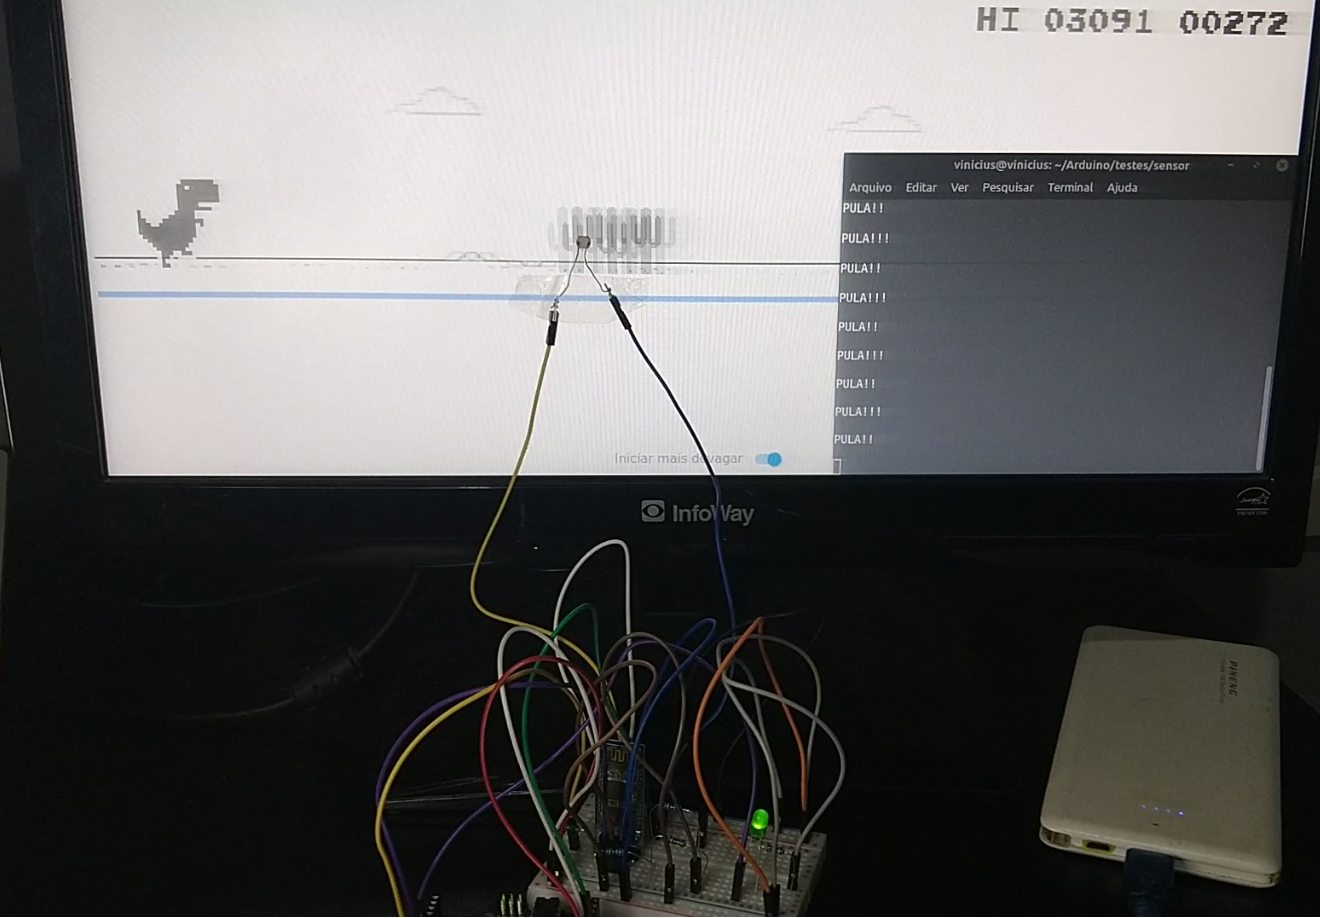 HI 03091 00272
vinicius@vinicius: ~/Arduino/testes/sensor
Arquivo Editar Ver Pesquisar Terminal Ajuda
PULA!!
PULA!!!
PULA!!
PULA!!!
PULA!!
PULA!!!
PULA!!
PULA!!!
PULA!!
Iniciar mais devagar
InfoWay
PINENG